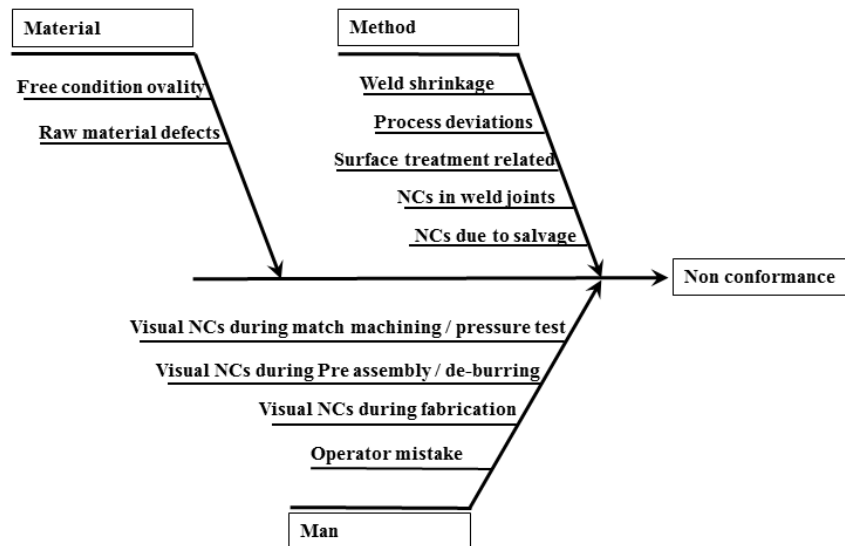 Material
Method
Free condition ovality
Raw material defects
Weld shrinkage
Process deviations
Surface treatment related
NCs in weld joints
NCs due to salvage
Non conformance
Visual NCs during match machining / pressure test
Visual NCs during Pre assembly / de-burring
Visual NCs during fabrication
Operator mistake
Man